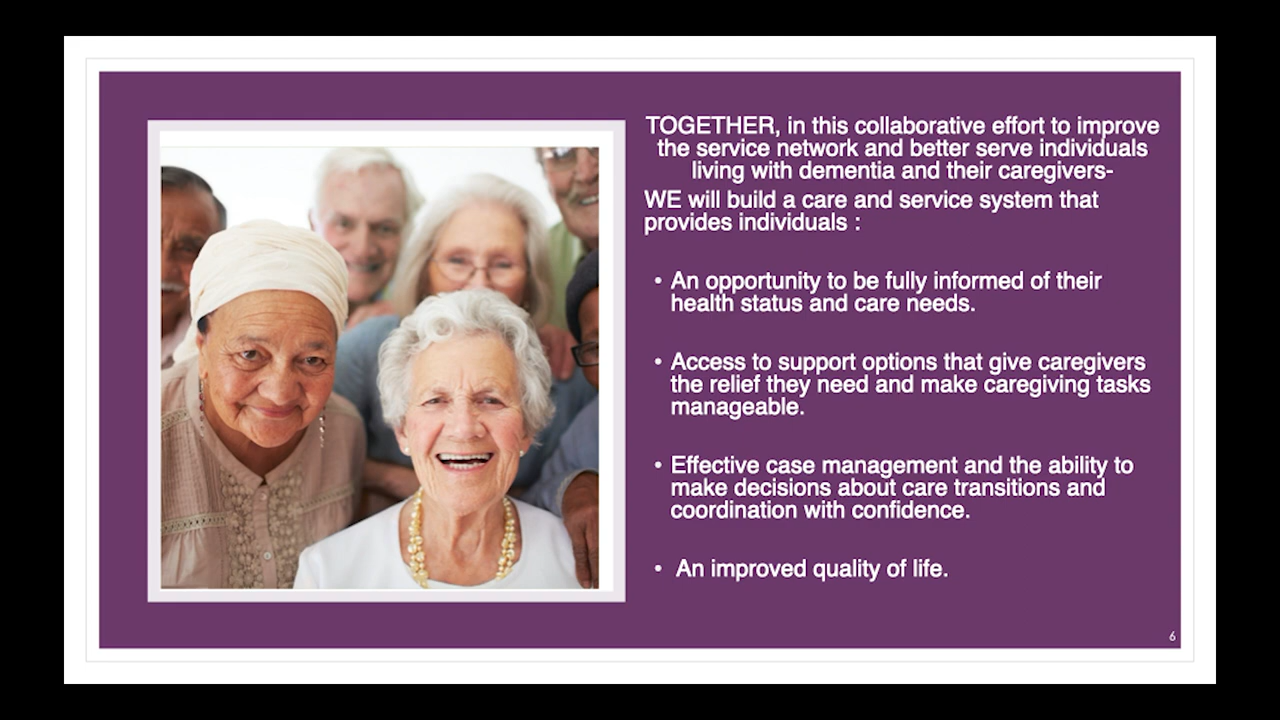 TOGETHER, in this collaborative effort to improve
the service network and better serve individuals
living with dementia and their caregivers-
WE will build a care and service system that
provides individuals :
• An opportunity to be fully informed of their
health status and care needs.
• Access to support options that give caregivers
the relief they need and make caregiving tasks
manageable.
• Effective case management and the ability to
make decisions about care transitions and
coordination with confidence.
• An improved quality of life.
6